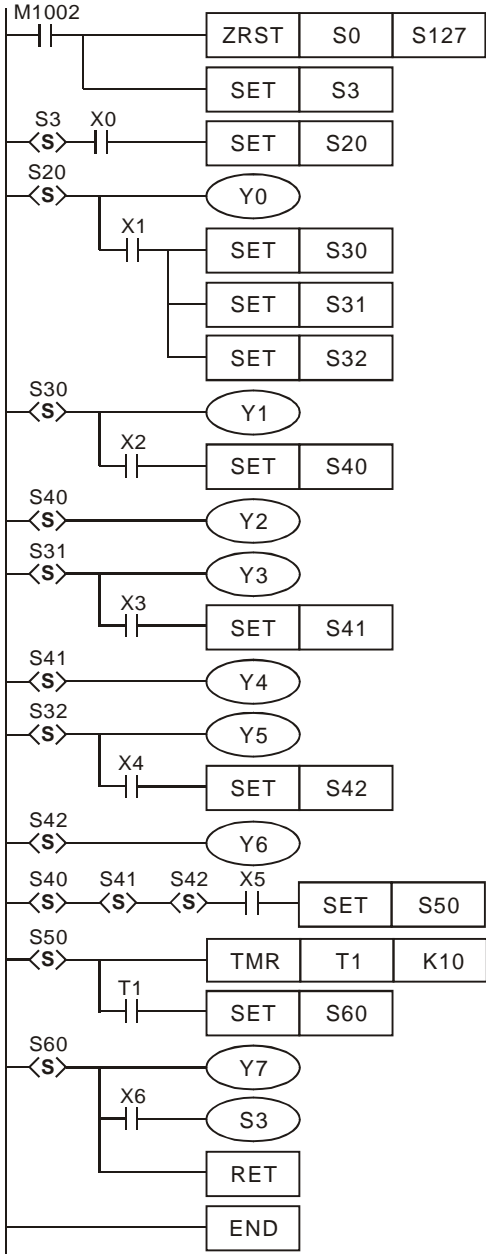 M1002
ZRST S0 S127
SET S3
S3 X0
S SET S20
S20
S Y0
X1
SET S30
SET S31
SET S32
S30
S Y1
X2
SET S40
S40
S Y2
S31
S Y3
X3
SET S41
S41
S Y4
S32
S Y5
X4
SET S42
S42
S Y6
S40 S41 S42 X5
S S S SET S50
S50
S TMR T1 K10
T1
SET S60
S60
S Y7
X6
S3
RET
END